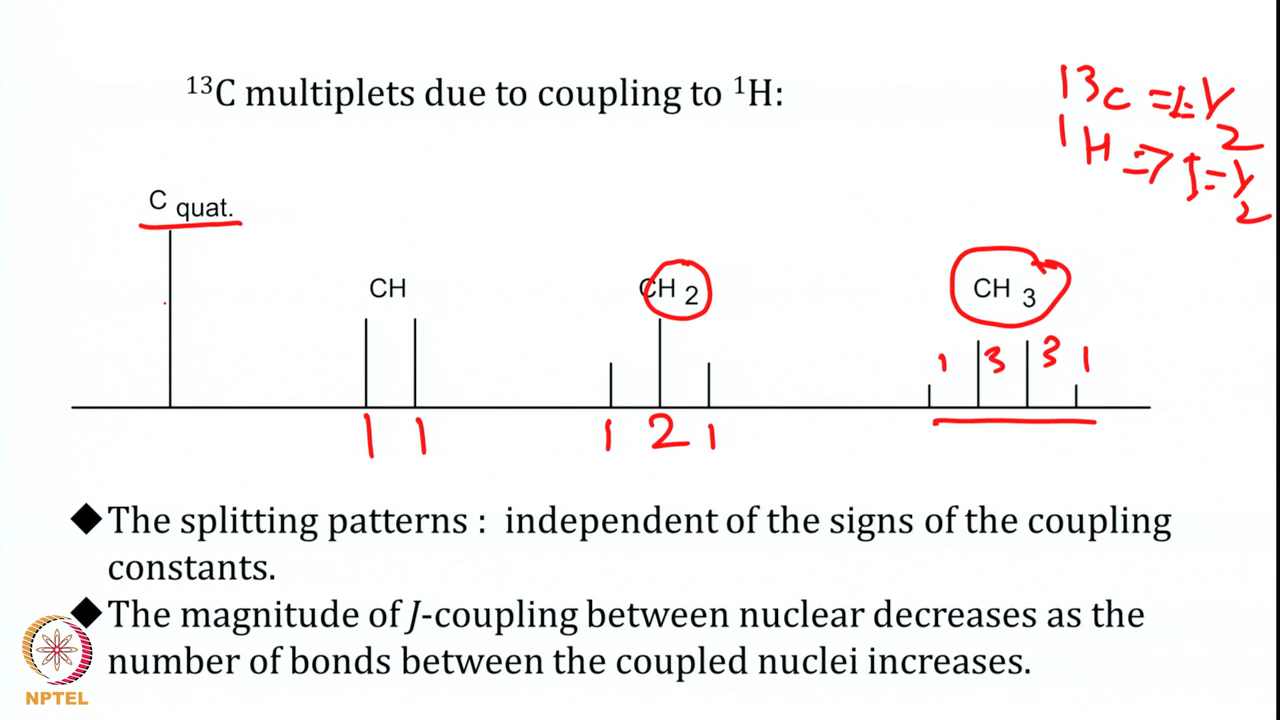 ¹³C multiplets due to coupling to ¹H:
13C = I = 1/2
1H => I = 1/2
C quat.
CH
CH 2
CH 3
1 3 3 1
1 1
1 2 1
◆ The splitting patterns : independent of the signs of the coupling
constants.
◆ The magnitude of J-coupling between nuclear decreases as the
number of bonds between the coupled nuclei increases.
NPTEL